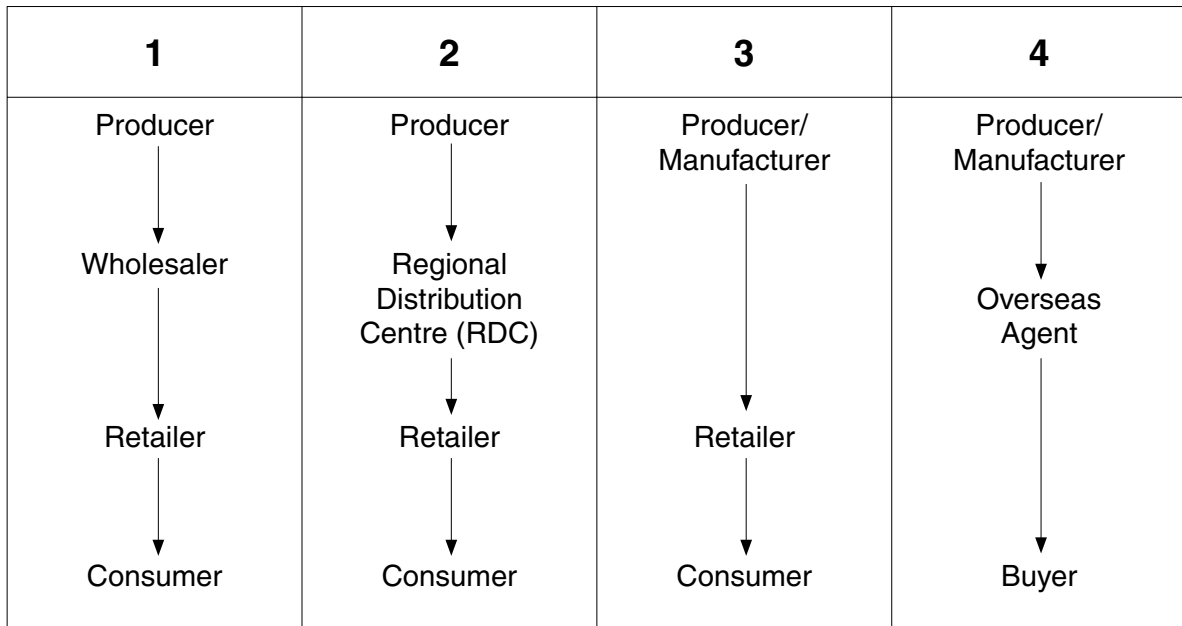 1
2
3
4
Producer
Wholesaler
Retailer
Consumer
Producer
Regional
Distribution
Centre (RDC)
Retailer
Consumer
Producer/
Manufacturer
Retailer
Consumer
Producer/
Manufacturer
Overseas
Agent
Buyer